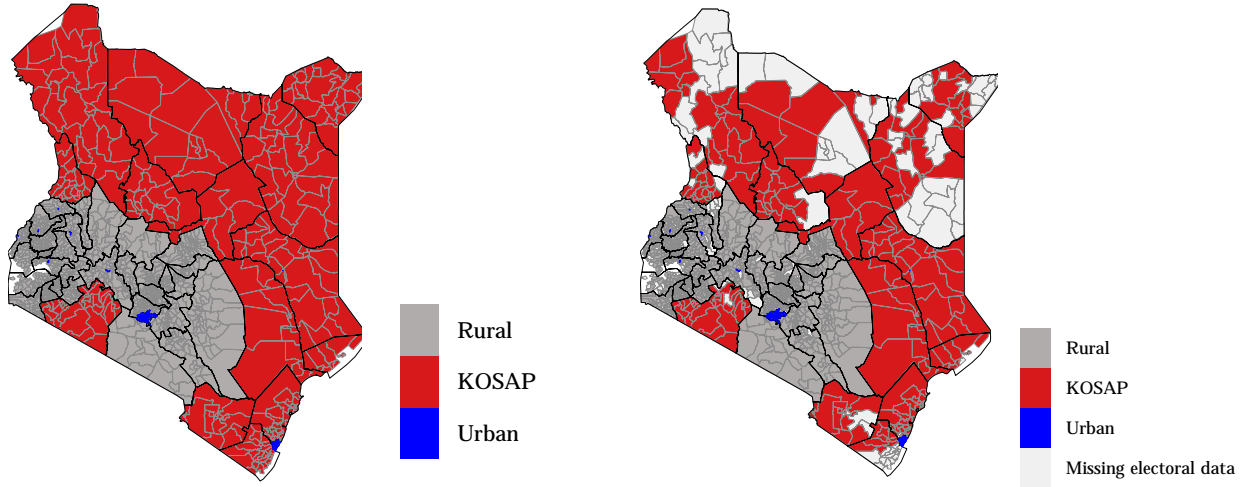 Rural
KOSAP
Urban
Rural
KOSAP
Urban
Missing electoral data